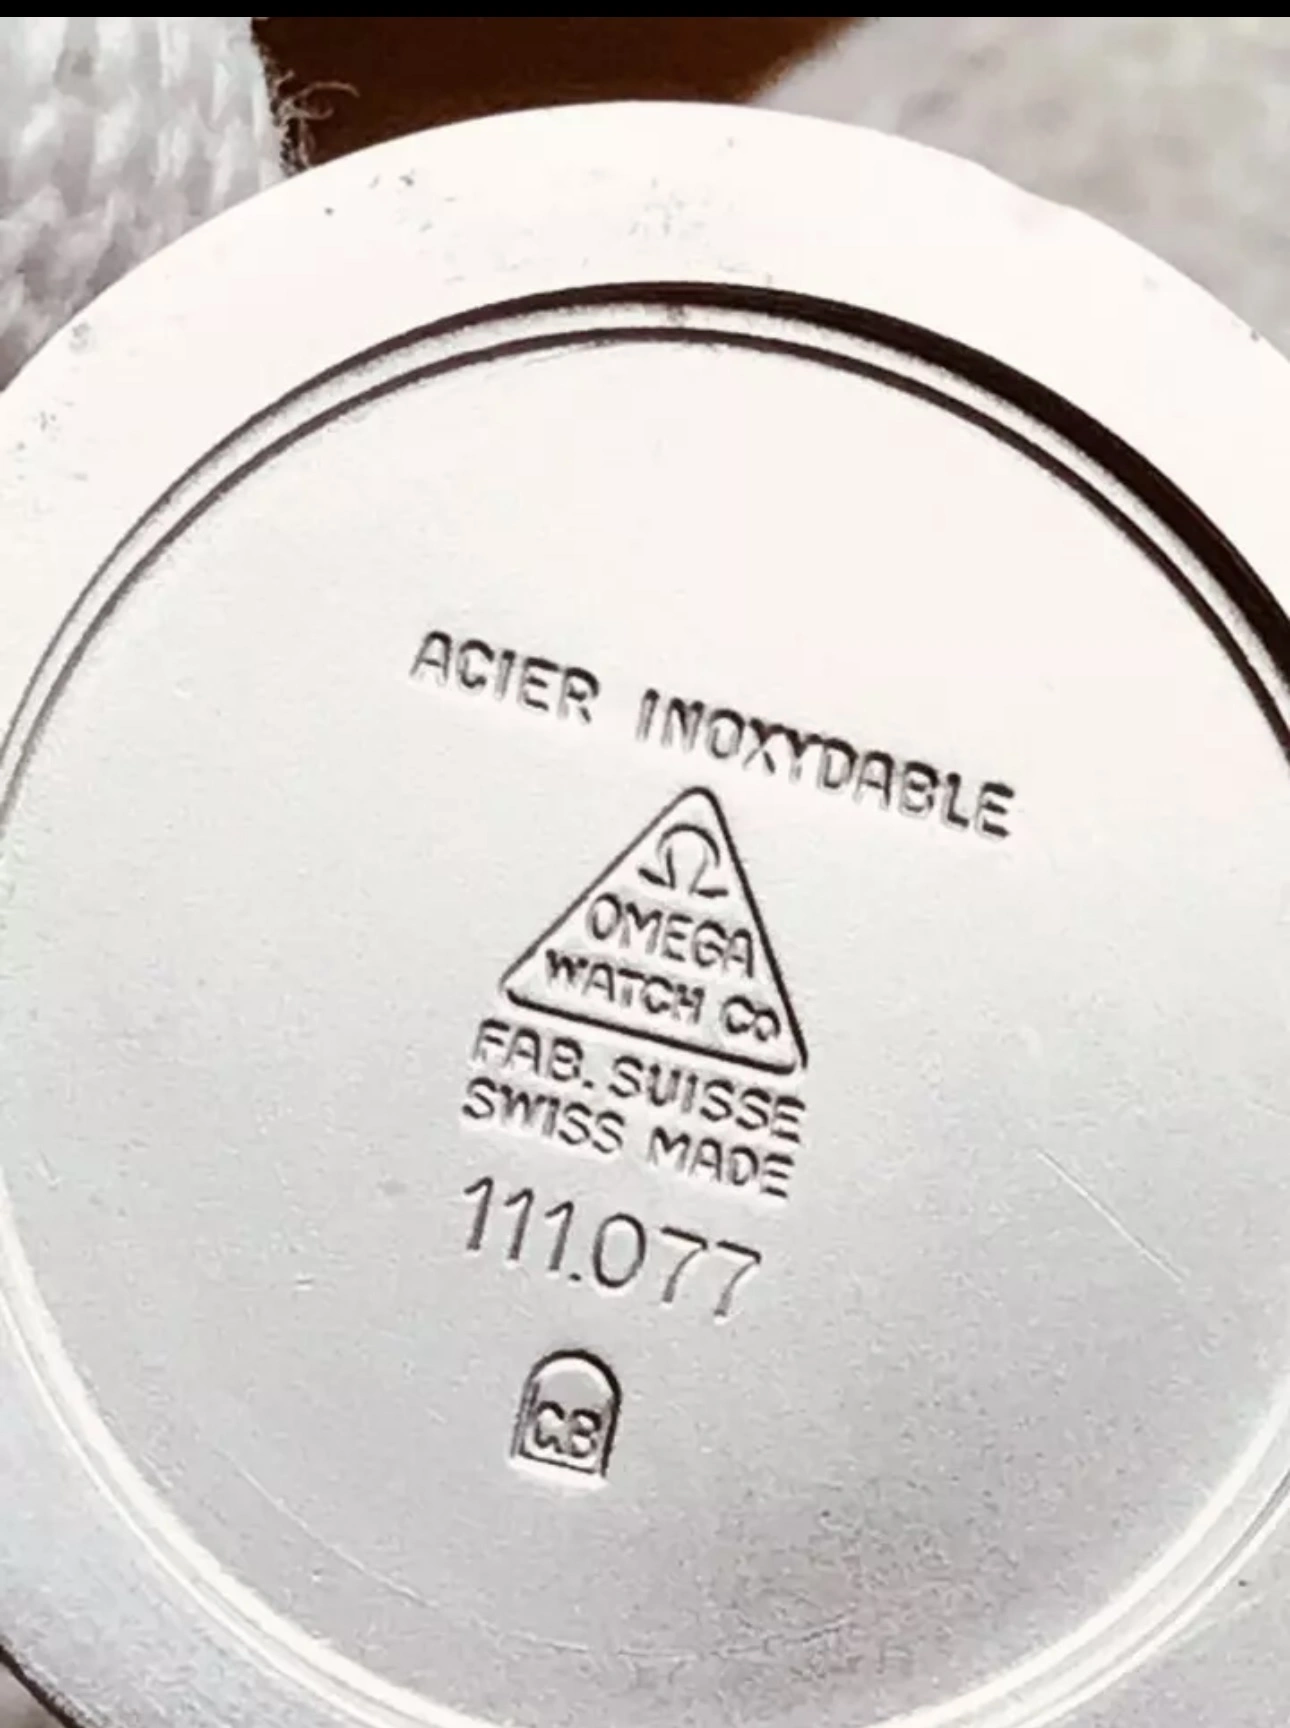 ACIER INOXYDABLE
Ω
OMEGA
WATCH Co
FAB. SUISSE
SWISS MADE
111.077
CB